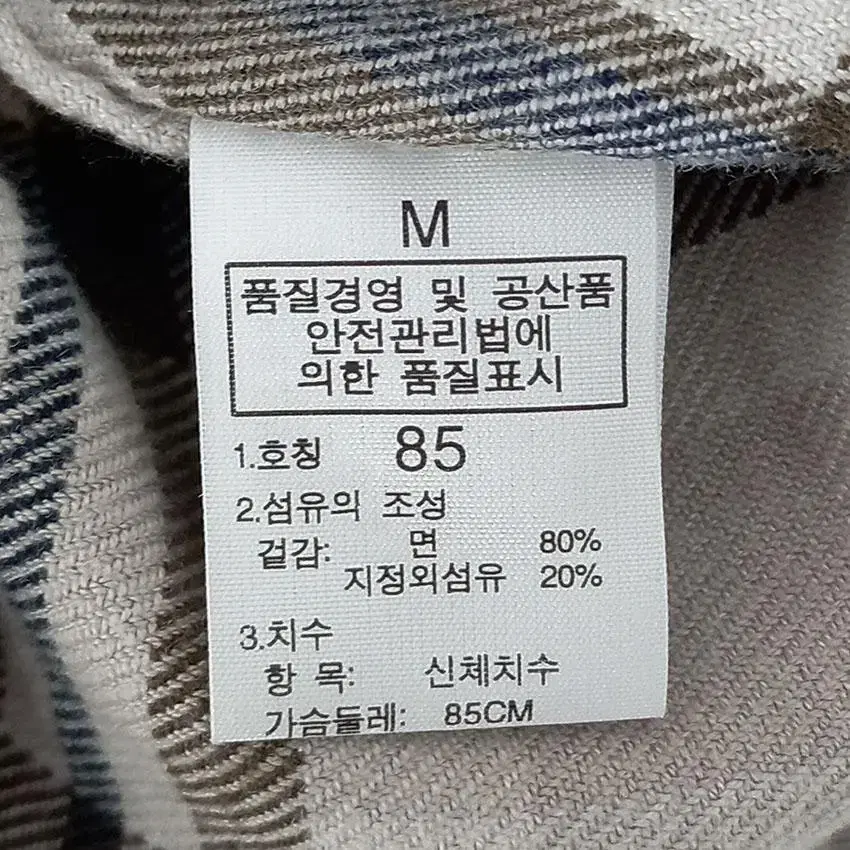 M
품질경영 및 공산품
안전관리법에
의한 품질표시
1.호칭 85
2.섬유의 조성
겉감: 면 80%
지정외섬유 20%
3.치수
항 목: 신체치수
가슴둘레: 85CM